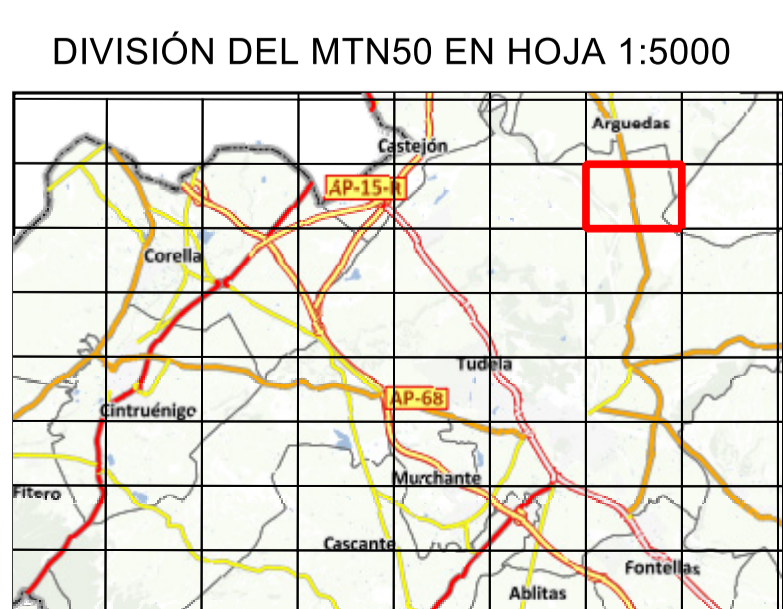 DIVISIÓN DEL MTN50 EN HOJA 1:5000
Arguedas
Castejón
AP-15-R
Corella
Tudela
AP-68
Cintruénigo
Murchante
Fitero
Cascante
Fontellas
Ablitas